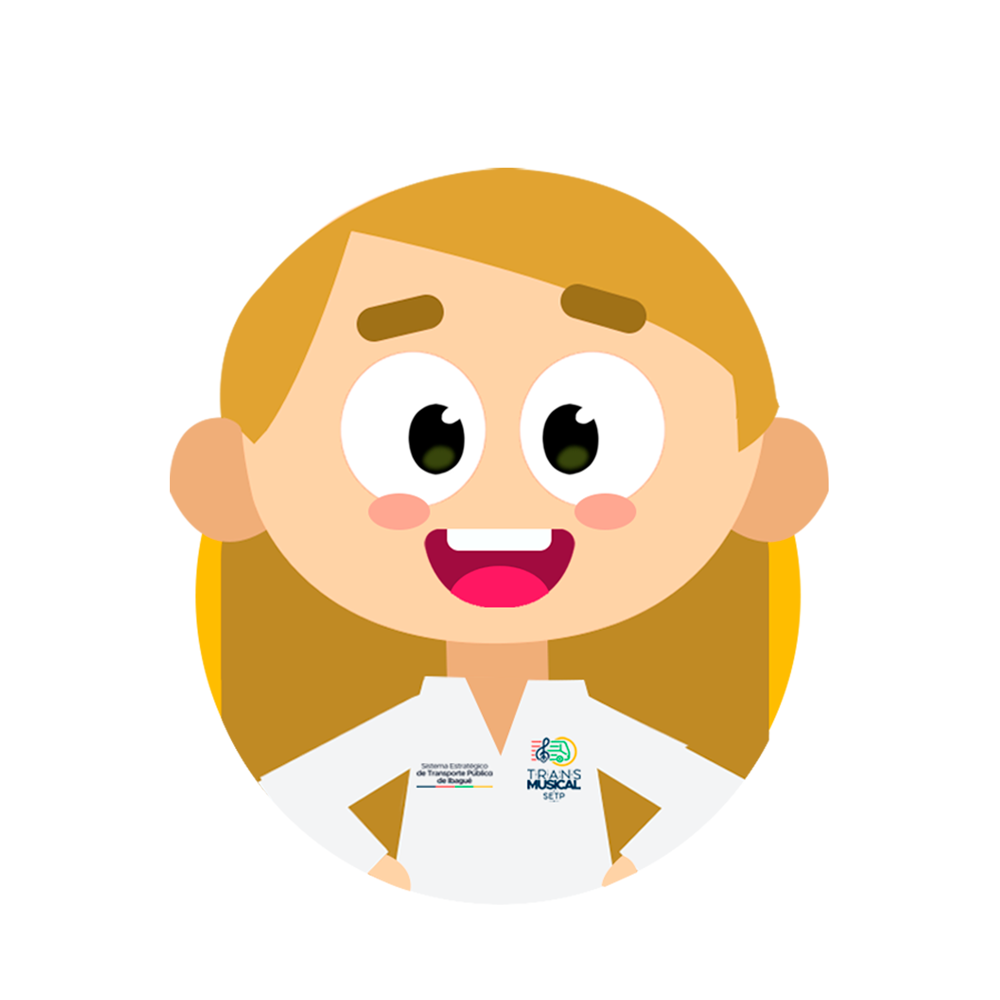 Sistema Estratégico
de Transporte Público
de Ibagué
TRANS
MUSICAL
SETP